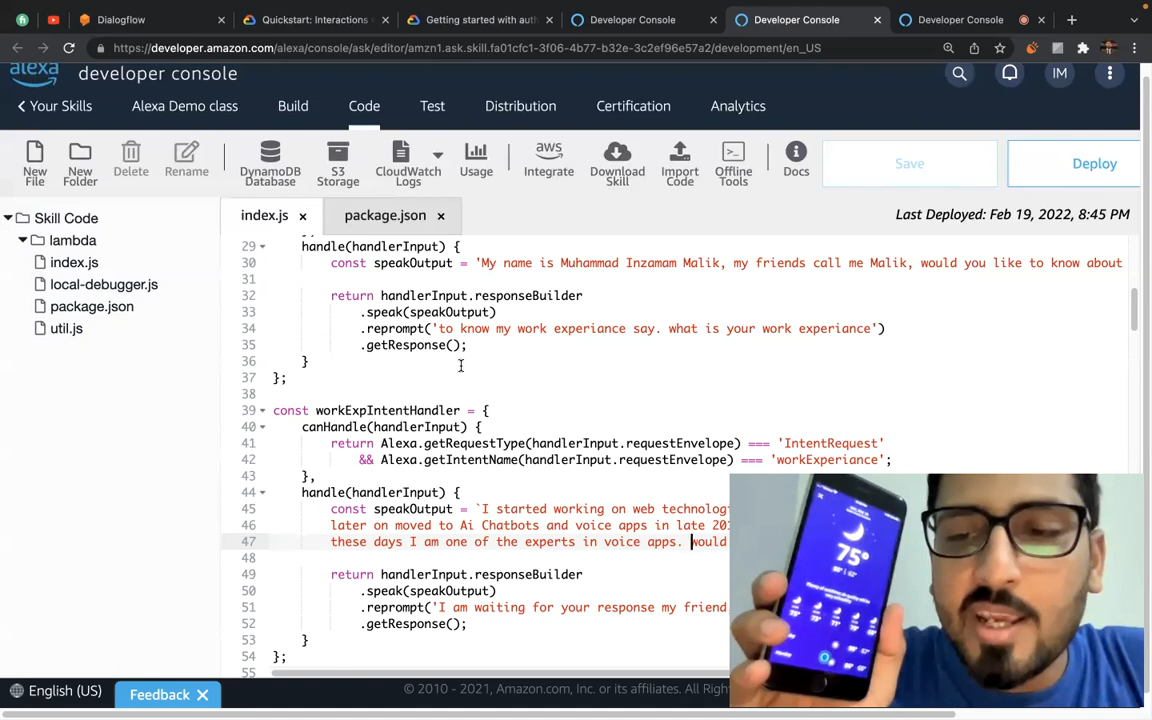 Dialogflow
Quickstart: Interactions
Getting started with aut
Developer Console
Developer Console
Developer Console
https://developer.amazon.com/alexa/console/ask/editor/amzn1.ask.skill.fa01cfc1-3f06-4b77-b32e-3c2ef96e57a2/development/en_US
alexa developer console
IM
Your Skills
Alexa Demo class
Build
Code
Test
Distribution
Certification
Analytics
New File
New Folder
Delete
Rename
DynamoDB Database
S3 Storage
CloudWatch Logs
Usage
aws
Integrate
Download Skill
Import Code
Offline Tools
Docs
Save
Deploy
Skill Code
lambda
index.js
local-debugger.js
package.json
util.js
index.js ×
package.json ×
Last Deployed: Feb 19, 2022, 8:45 PM
29 handle(handlerInput) {
30 const speakOutput = 'My name is Muhammad Inzamam Malik, my friends call me Malik, would you like to know about
31
32 return handlerInput.responseBuilder
33 .speak(speakOutput)
34 .reprompt('to know my work experiance say. what is your work experiance')
35 .getResponse();
36 }
37 };
38
39 const workExpIntentHandler = {
40 canHandle(handlerInput) {
41 return Alexa.getRequestType(handlerInput.requestEnvelope) === 'IntentRequest'
42 && Alexa.getIntentName(handlerInput.requestEnvelope) === 'workExperiance';
43 },
44 handle(handlerInput) {
45 const speakOutput = `I started working on web technolog
46 later on moved to Ai Chatbots and voice apps in late 20
47 these days I am one of the experts in voice apps. would
48
49 return handlerInput.responseBuilder
50 .speak(speakOutput)
51 .reprompt('I am waiting for your response my friend
52 .getResponse();
53 }
54 };
55
75°
English (US)
Feedback
© 2010 - 2021, Amazon.com, Inc. or its affiliates. All Righ